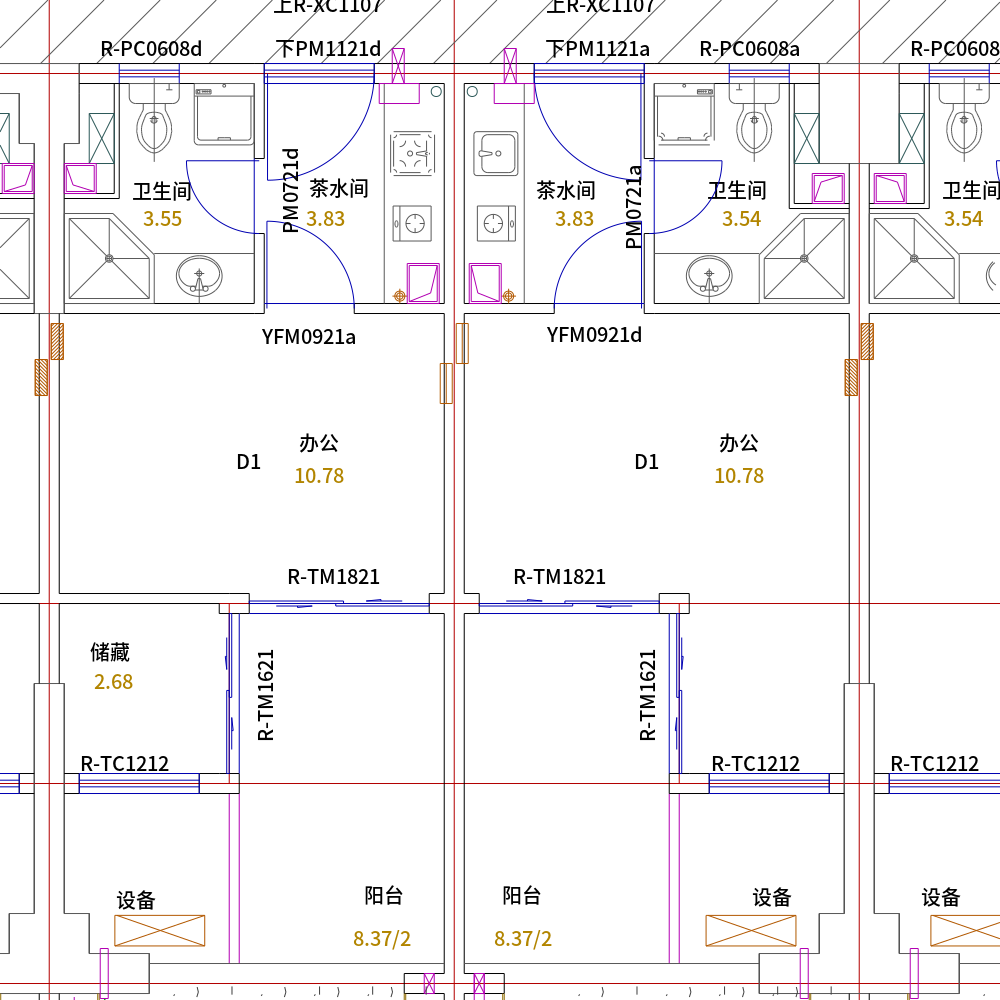 上R-XC1107
上R-XC1107
R-PC0608d
下PM1121d
下PM1121a
R-PC0608a
R-PC0608
卫生间
3.55
PM0721d
茶水间
3.83
茶水间
3.83
PM0721a
卫生间
3.54
卫生间
3.54
YFM0921a
YFM0921d
办公
D1
10.78
办公
D1
10.78
R-TM1821
R-TM1821
储藏
2.68
R-TM1621
R-TM1621
R-TC1212
R-TC1212
R-TC1212
设备
阳台
阳台
设备
设备
8.37/2
8.37/2